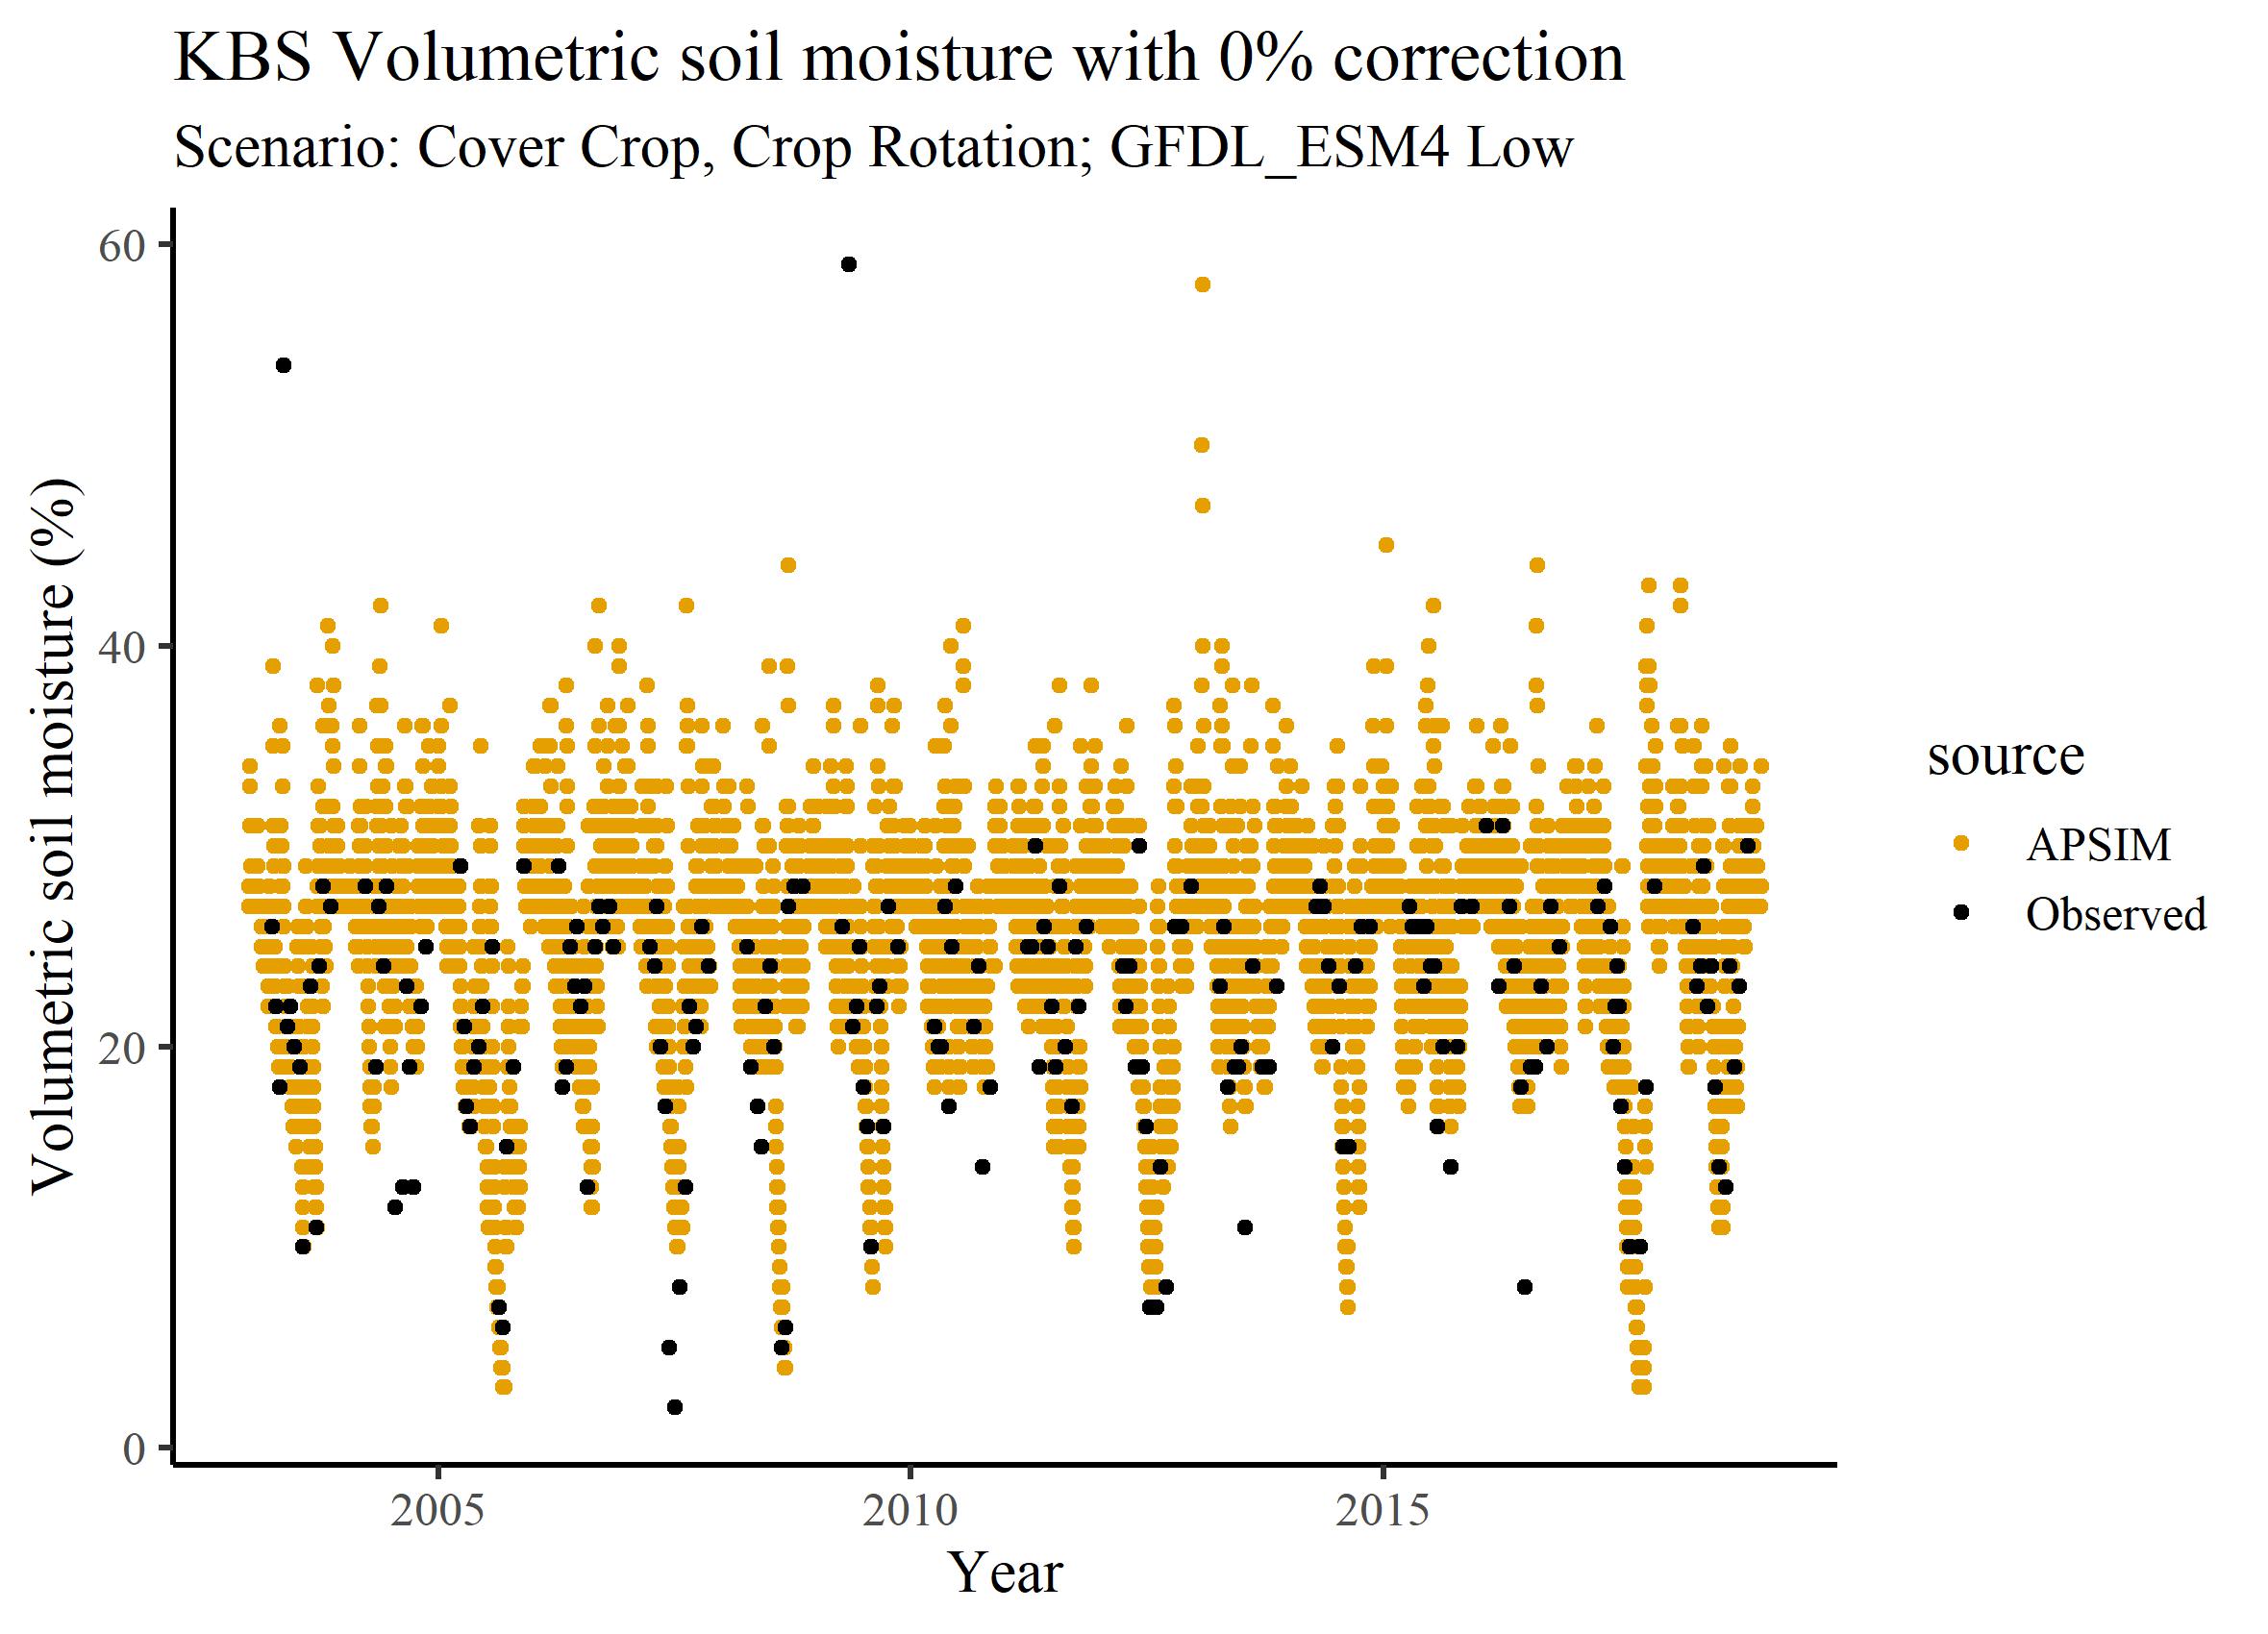 KBS Volumetric soil moisture with 0% correction
Scenario: Cover Crop, Crop Rotation; GFDL_ESM4 Low
Volumetric soil moisture (%)
60
40
20
0
2005
2010
2015
Year
source
APSIM
Observed